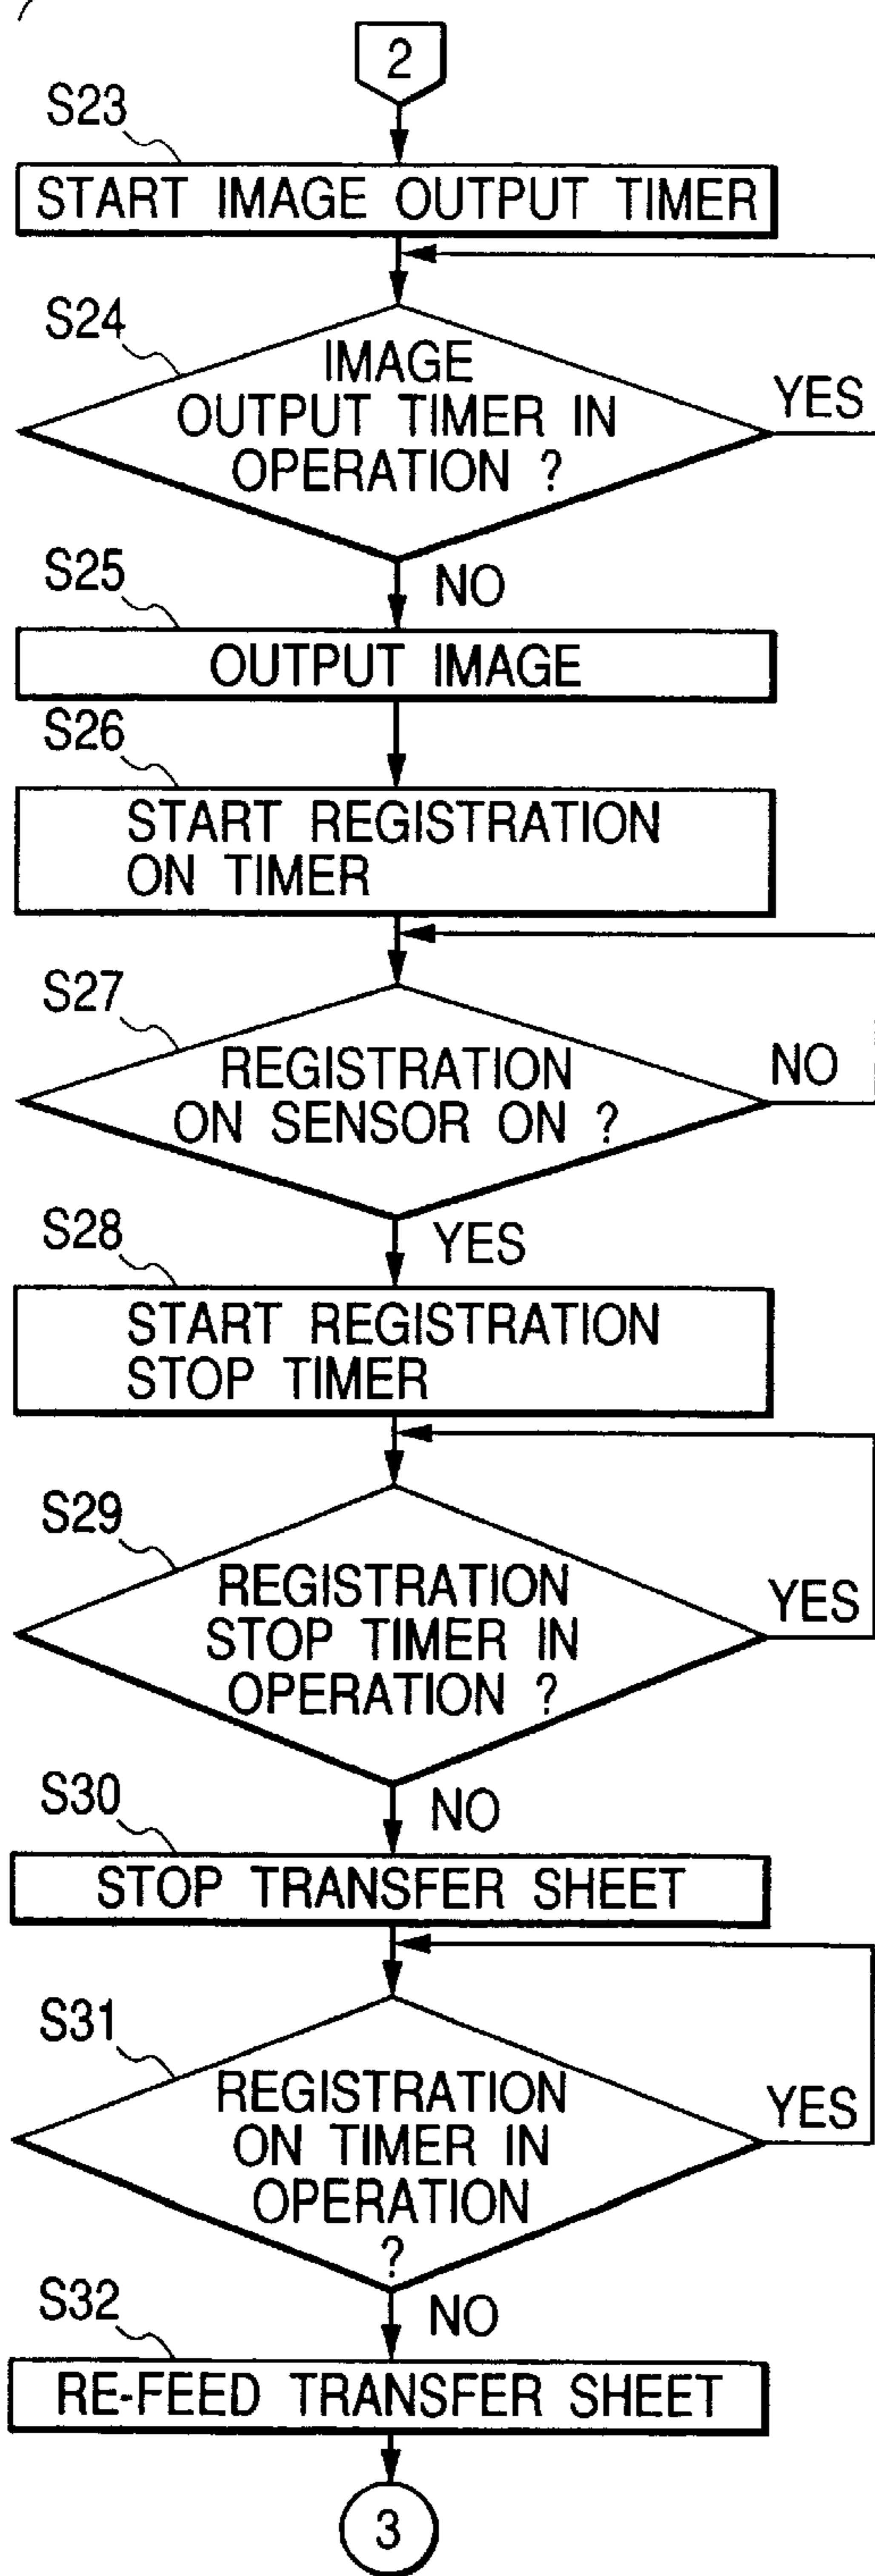 2
S23
START IMAGE OUTPUT TIMER
S24
IMAGE
OUTPUT TIMER IN
OPERATION ?
YES
NO
S25
OUTPUT IMAGE
S26
START REGISTRATION
ON TIMER
S27
REGISTRATION
ON SENSOR ON ?
NO
YES
S28
START REGISTRATION
STOP TIMER
S29
REGISTRATION
STOP TIMER IN
OPERATION ?
YES
NO
S30
STOP TRANSFER SHEET
S31
REGISTRATION
ON TIMER IN
OPERATION
?
YES
NO
S32
RE-FEED TRANSFER SHEET
3